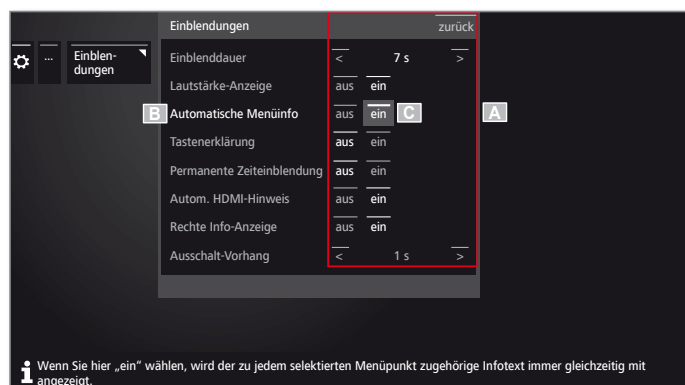 Einblendungen zurück
... Einblen-
dungen
Einblenddauer < 7 s >
Lautstärke-Anzeige aus ein
B Automatische Menüinfo aus ein C A
Tastenerklärung aus ein
Permanente Zeiteinblendung aus ein
Autom. HDMI-Hinweis aus ein
Rechte Info-Anzeige aus ein
Ausschalt-Vorhang < 1 s >
Wenn Sie hier „ein“ wählen, wird der zu jedem selektierten Menüpunkt zugehörige Infotext immer gleichzeitig mit
angezeigt.